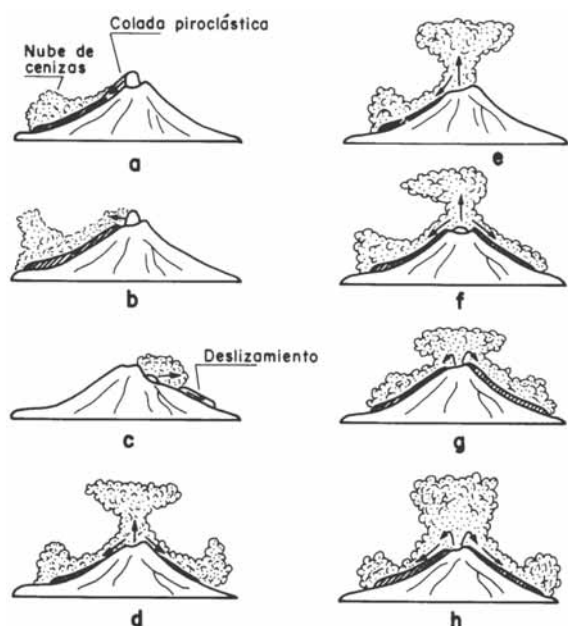 Colada piroclástica
Nube de
cenizas
a
b
Deslizamiento
c
d
e
f
g
h